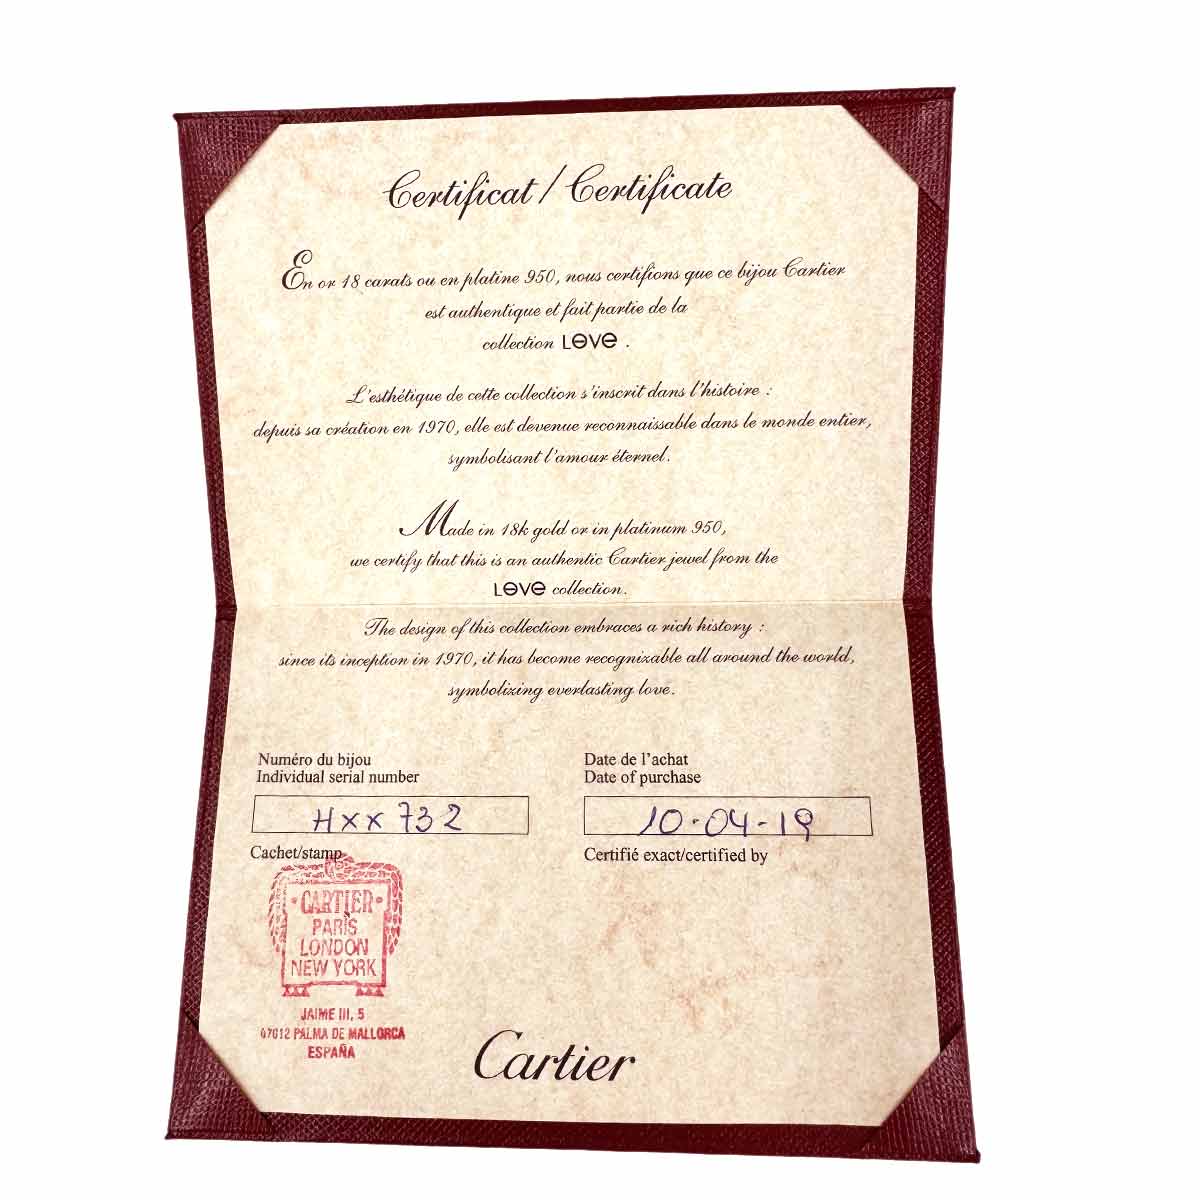 Certificat / Certificate
En or 18 carats ou en platine 950, nous certifions que ce bijou Cartier
est authentique et fait partie de la
collection LOVE .
L'esthétique de cette collection s'inscrit dans l'histoire :
depuis sa création en 1970, elle est devenue reconnaissable dans le monde entier,
symbolisant l'amour éternel.
Made in 18k gold or in platinum 950,
we certify that this is an authentic Cartier jewel from the
LOVE collection.
The design of this collection embraces a rich history :
since its inception in 1970, it has become recognizable all around the world,
symbolizing everlasting love.
Numéro du bijou
Individual serial number
Hxx732
Date de l'achat
Date of purchase
10-04-19
Cachet/stamp
Certifié exact/certified by
CARTIER
PARIS
LONDON
NEW YORK
JAIME III, 5
07012 PALMA DE MALLORCA
ESPAÑA
Cartier